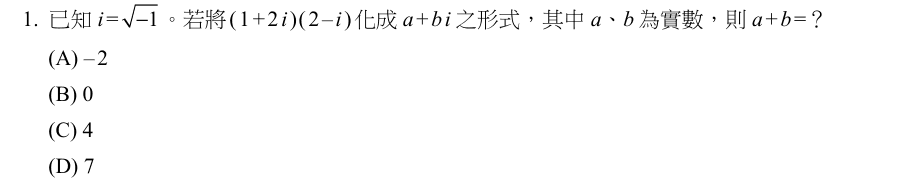 1. 已知 i=√-1 。若將(1+2i)(2-i)化成 a+bi 之形式,其中 a、b 為實數,則 a+b=?
(A) -2
(B) 0
(C) 4
(D) 7